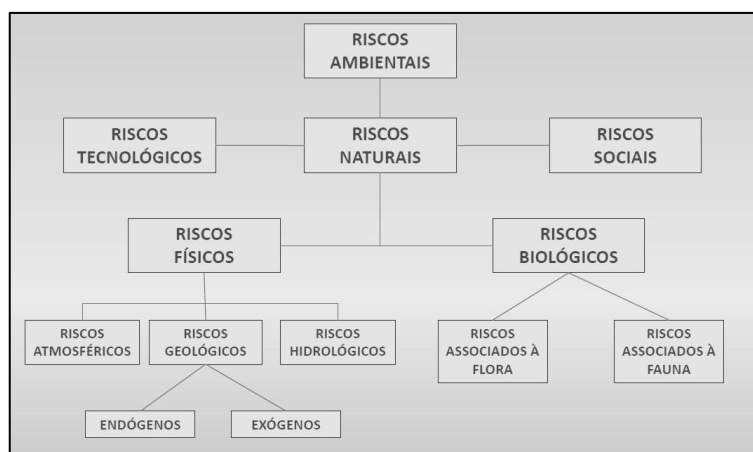 RISCOS
AMBIENTAIS
RISCOS
TECNOLÓGICOS
RISCOS
NATURAIS
RISCOS
SOCIAIS
RISCOS
FÍSICOS
RISCOS
BIOLÓGICOS
RISCOS
ATMOSFÉRICOS
RISCOS
GEOLÓGICOS
RISCOS
HIDROLÓGICOS
RISCOS
ASSOCIADOS À
FLORA
RISCOS
ASSOCIADOS À
FAUNA
ENDÓGENOS
EXÓGENOS